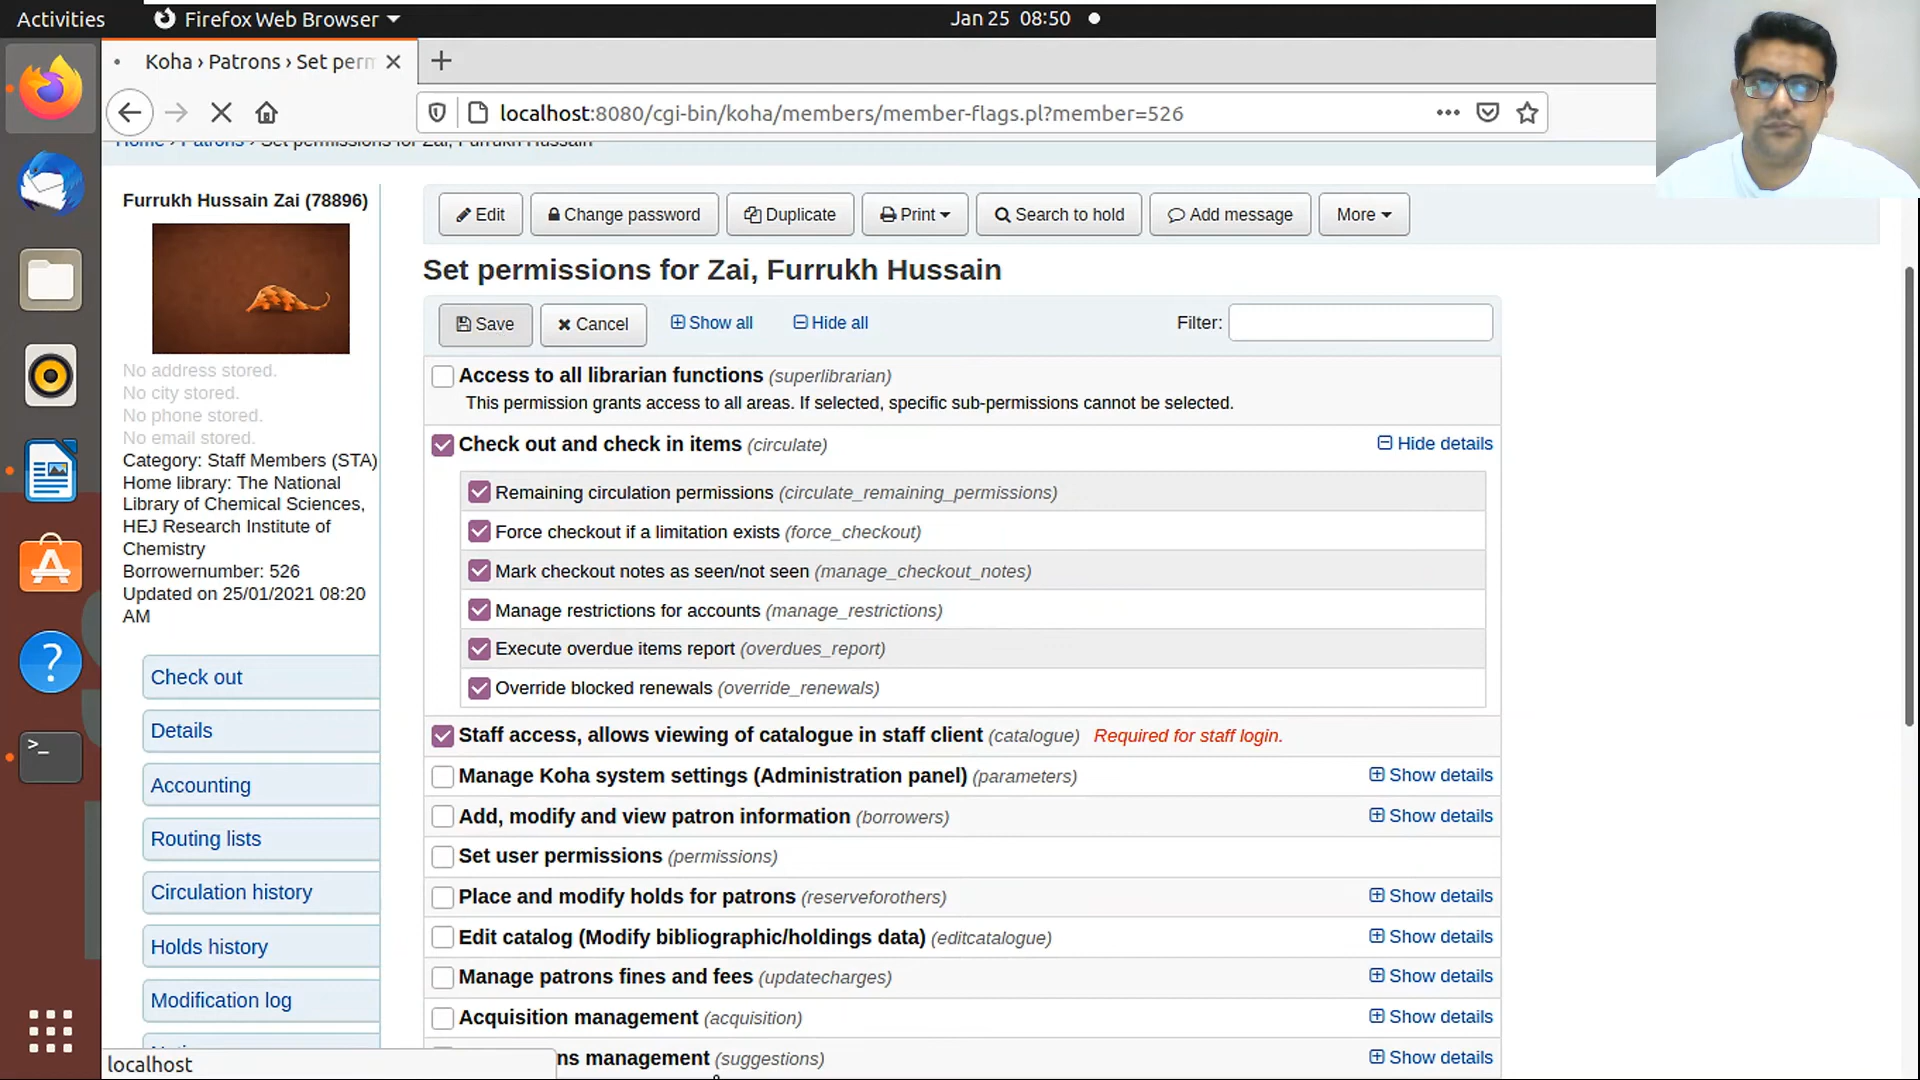 Activities
Firefox Web Browser
Jan 25 08:50
Koha › Patrons › Set perm
localhost:8080/cgi-bin/koha/members/member-flags.pl?member=526
Home › Patrons › Set permissions for Zai, Furrukh Hussain
Furrukh Hussain Zai (78896)
No address stored.
No city stored.
No phone stored.
No email stored.
Category: Staff Members (STA)
Home library: The National
Library of Chemical Sciences,
HEJ Research Institute of
Chemistry
Borrowernumber: 526
Updated on 25/01/2021 08:20
AM
Check out
Details
Accounting
Routing lists
Circulation history
Holds history
Modification log
localhost
Edit
Change password
Duplicate
Print
Search to hold
Add message
More
Set permissions for Zai, Furrukh Hussain
Save
Cancel
Show all
Hide all
Filter:
Access to all librarian functions (superlibrarian)
This permission grants access to all areas. If selected, specific sub-permissions cannot be selected.
Check out and check in items (circulate) Hide details
Remaining circulation permissions (circulate_remaining_permissions)
Force checkout if a limitation exists (force_checkout)
Mark checkout notes as seen/not seen (manage_checkout_notes)
Manage restrictions for accounts (manage_restrictions)
Execute overdue items report (overdues_report)
Override blocked renewals (override_renewals)
Staff access, allows viewing of catalogue in staff client (catalogue) Required for staff login.
Manage Koha system settings (Administration panel) (parameters) Show details
Add, modify and view patron information (borrowers) Show details
Set user permissions (permissions)
Place and modify holds for patrons (reserveforothers) Show details
Edit catalog (Modify bibliographic/holdings data) (editcatalogue) Show details
Manage patrons fines and fees (updatecharges) Show details
Acquisition management (acquisition) Show details
ns management (suggestions) Show details